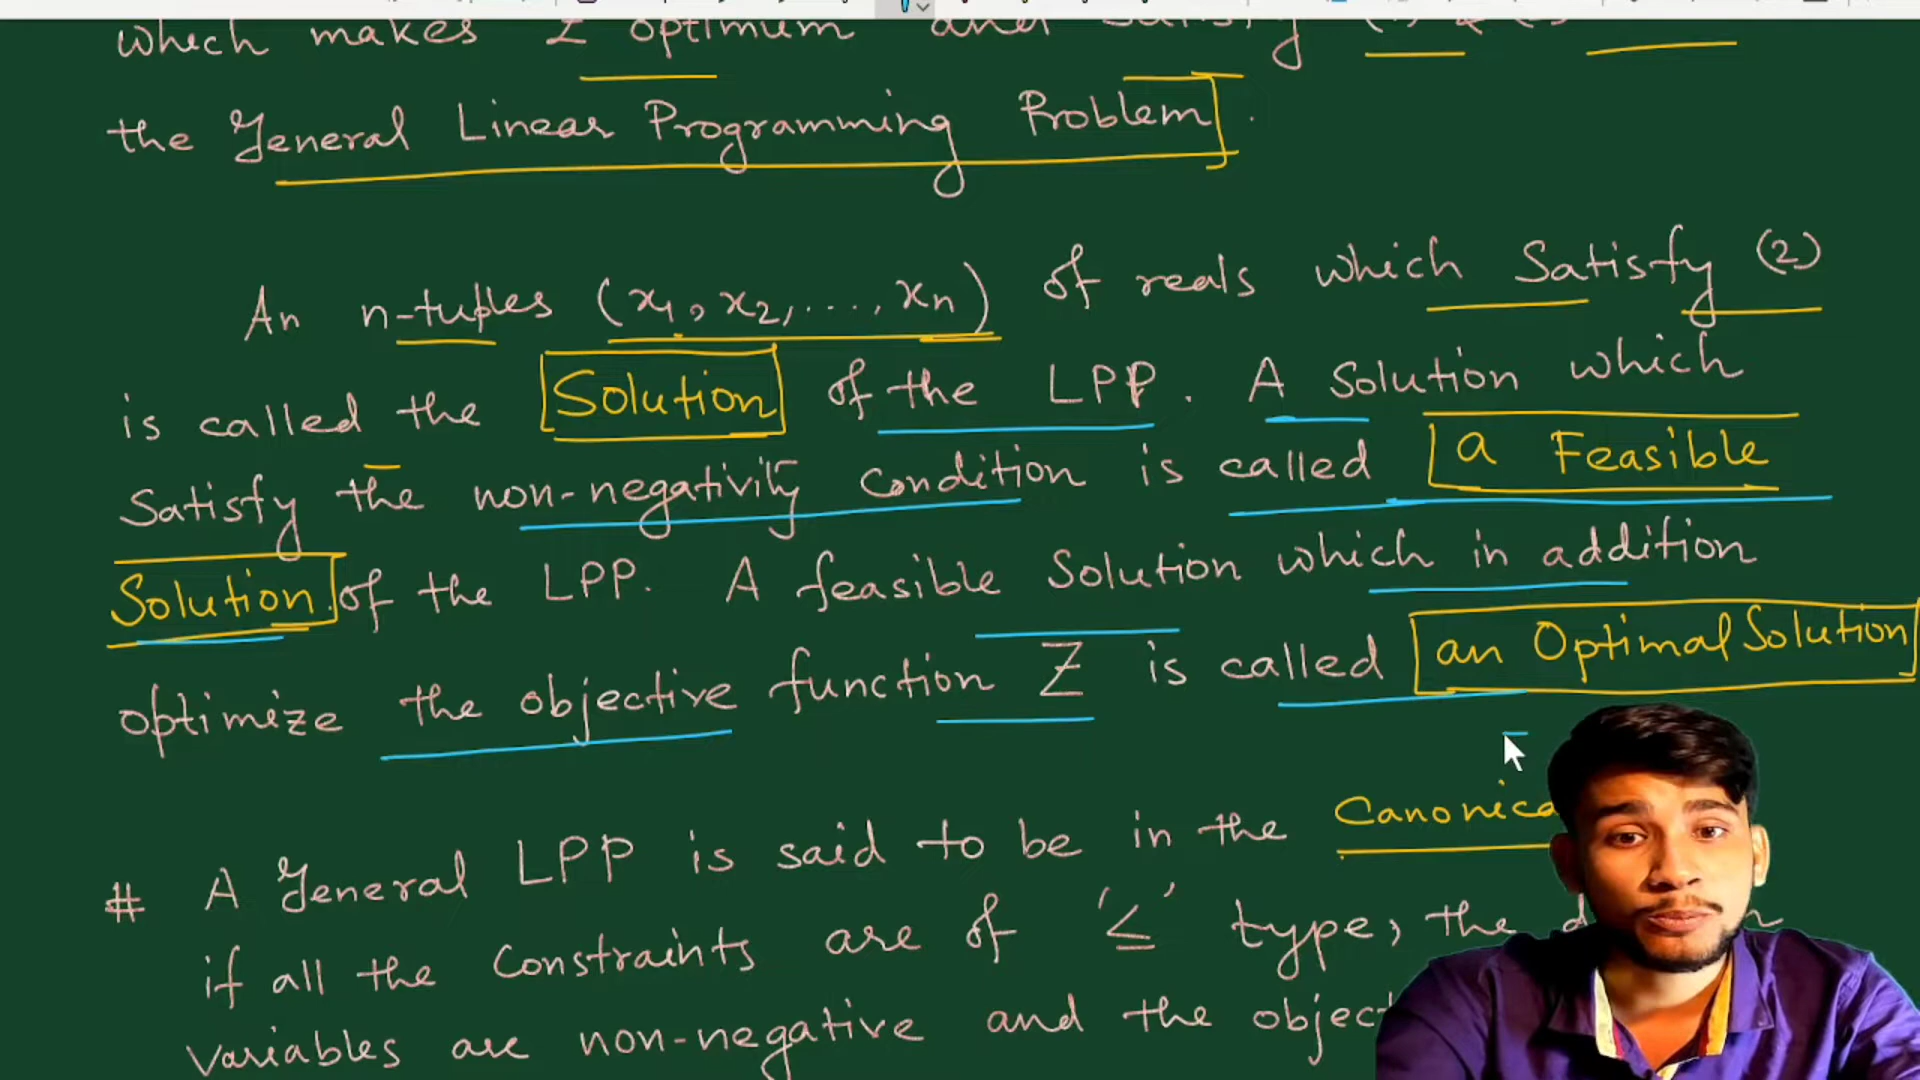 which makes Z optimum and Satisfy
the General Linear Programming Problem.
An n-tuples (x1, x2, ..., xn) of reals which Satisfy (2)
is called the Solution of the LPP. A Solution which
Satisfy the non-negativity Condition is called a Feasible
Solution. of the LPP. A feasible Solution which in addition
optimize the objective function Z is called an Optimal Solution
# A General LPP is said to be in the
if all the Constraints are of '≤' type, the
variables are non-negative and the